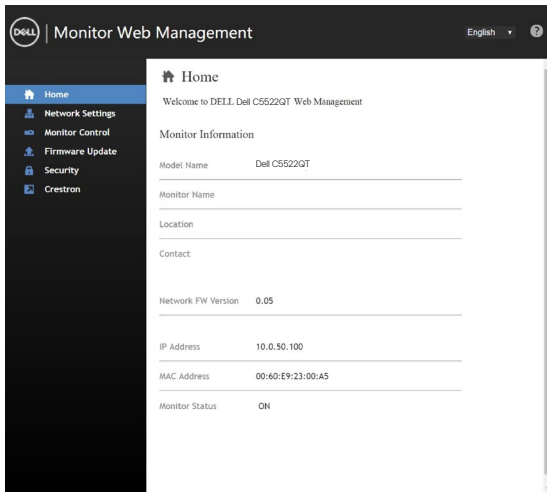 DELL | Monitor Web Management
English
?
Home
Network Settings
Monitor Control
Firmware Update
Security
Crestron
Home
Welcome to DELL Dell C5522QT Web Management
Monitor Information
Model Name Dell C5522QT
Monitor Name
Location
Contact
Network FW Version 0.05
IP Address 10.0.50.100
MAC Address 00:60:E9:23:00:A5
Monitor Status ON